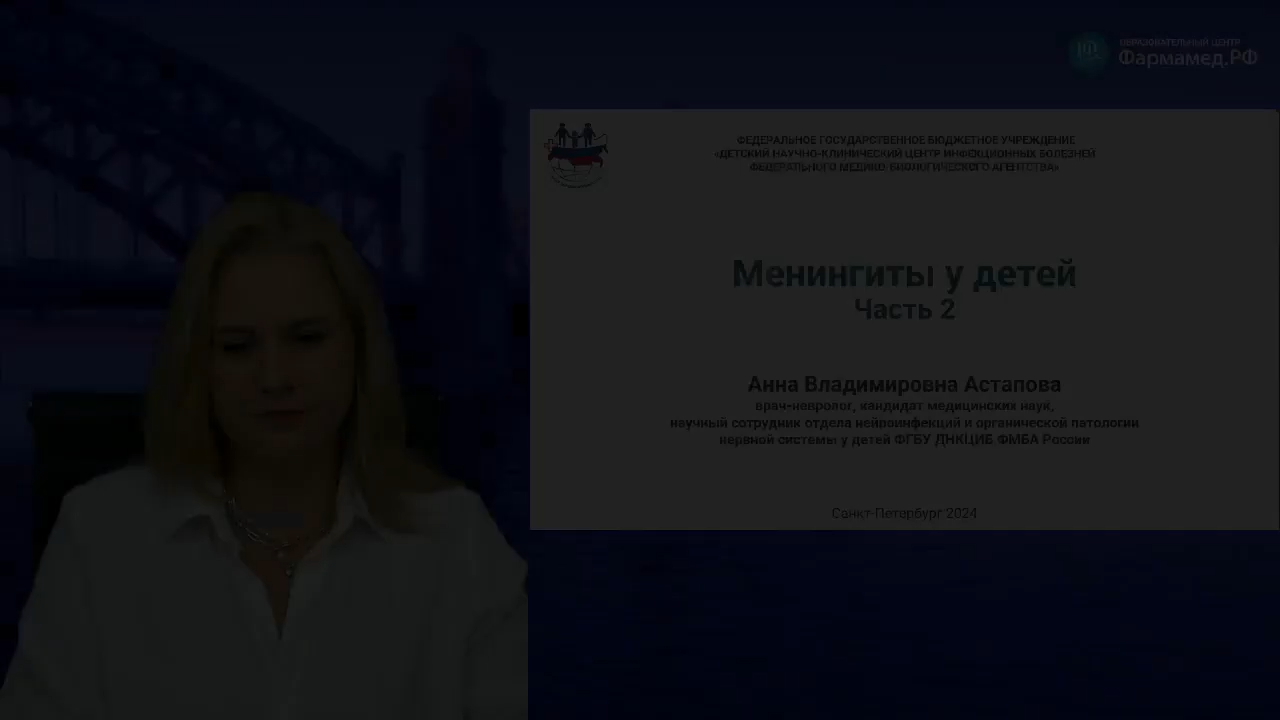 ОБРАЗОВАТЕЛЬНЫЙ ЦЕНТР
Фармамед.РФ
ФЕДЕРАЛЬНОЕ ГОСУДАРСТВЕННОЕ БЮДЖЕТНОЕ УЧРЕЖДЕНИЕ
«ДЕТСКИЙ НАУЧНО-КЛИНИЧЕСКИЙ ЦЕНТР ИНФЕКЦИОННЫХ БОЛЕЗНЕЙ
ФЕДЕРАЛЬНОГО МЕДИКО-БИОЛОГИЧЕСКОГО АГЕНТСТВА»
Менингиты у детей
Часть 2
Анна Владимировна Астапова
врач-невролог, кандидат медицинских наук,
научный сотрудник отдела нейроинфекций и органической патологии
нервной системы у детей ФГБУ ДНКЦИБ ФМБА России
Санкт-Петербург 2024